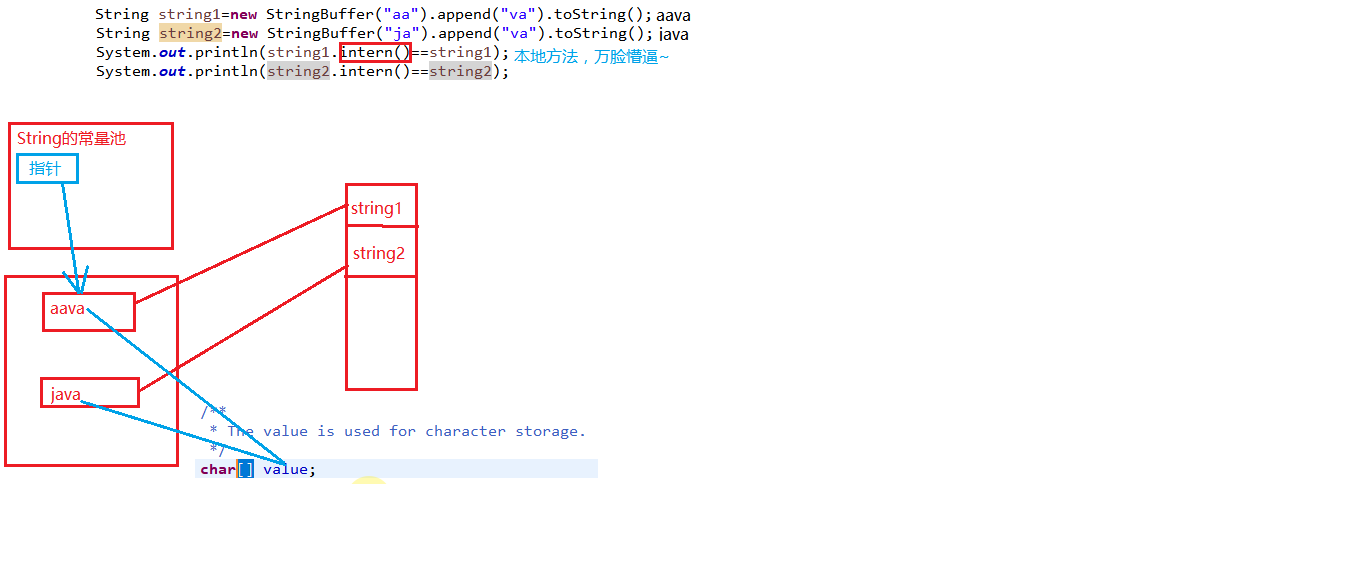 String string1=new StringBuffer("aa").append("va").toString(); aava
String string2=new StringBuffer("ja").append("va").toString(); java
System.out.println(string1.intern()==string1); 本地方法，万脸懵逼~
System.out.println(string2.intern()==string2);
String的常量池
指针
string1
string2
aava
java
/**
* The value is used for character storage.
*/
char[] value;